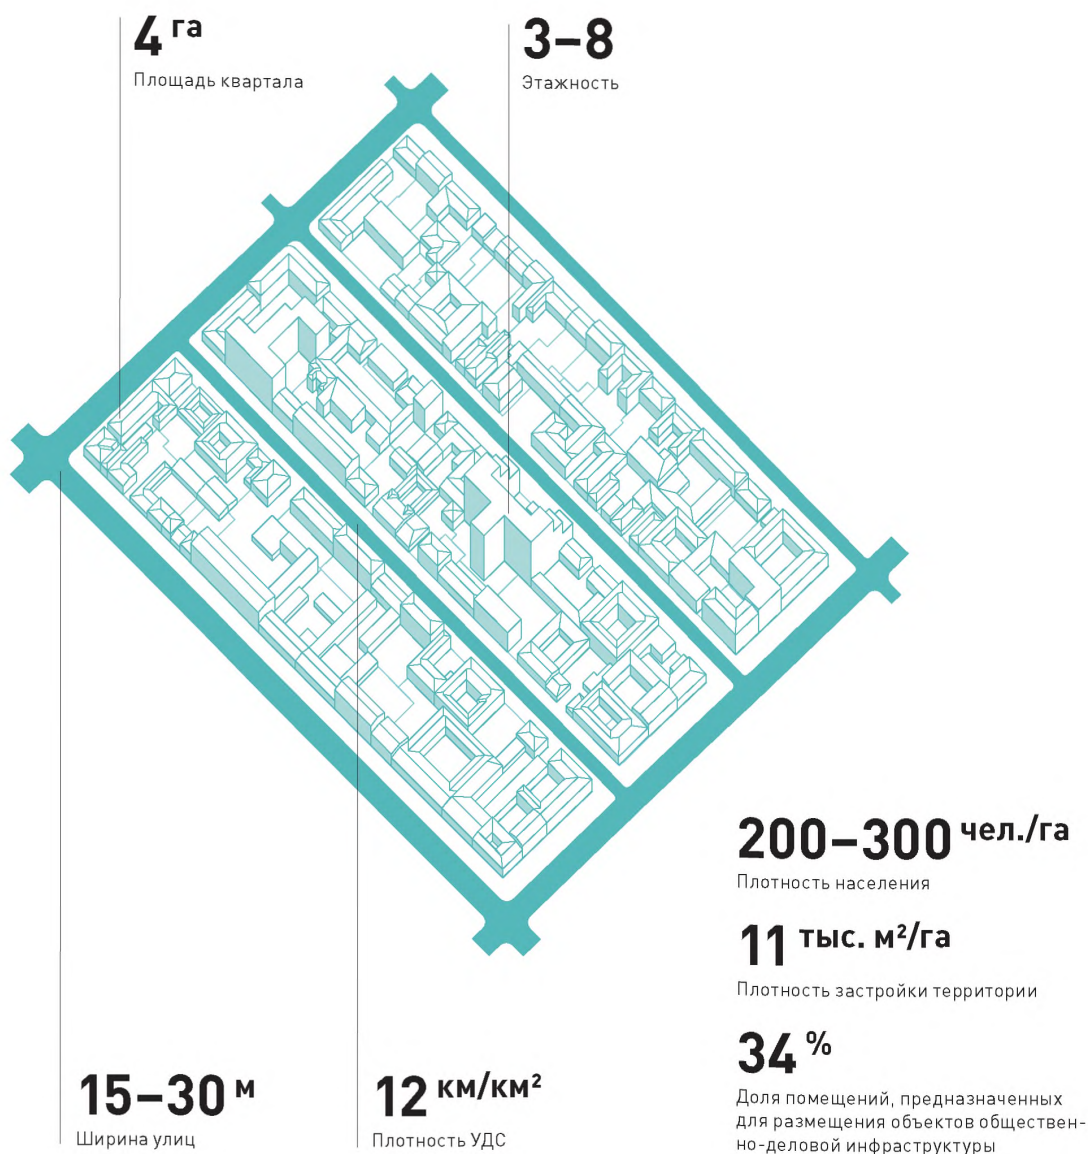 4 га
Площадь квартала
3–8
Этажность
200–300 чел./га
Плотность населения
11 тыс. м²/га
Плотность застройки территории
34 %
Доля помещений, предназначенных
для размещения объектов обществен-
но-деловой инфраструктуры
15–30 м
Ширина улиц
12 км/км²
Плотность УДС